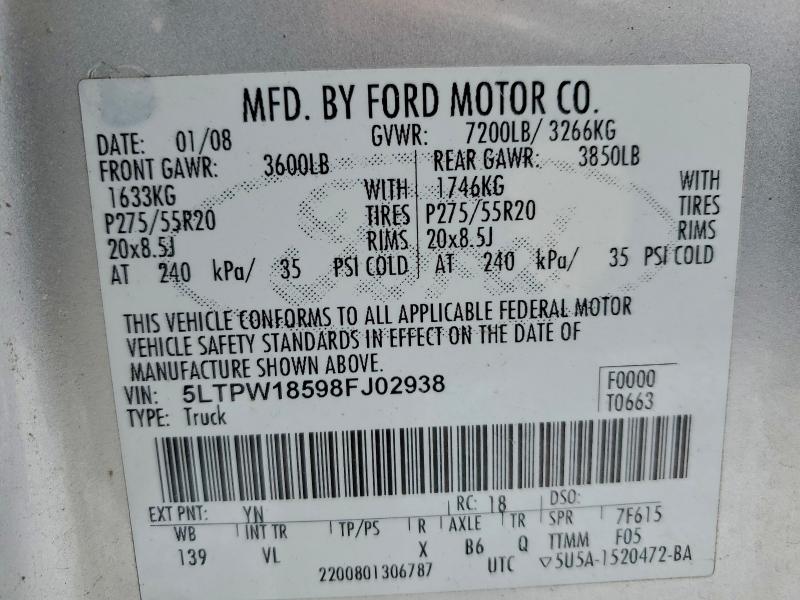 MFD. BY FORD MOTOR CO.
DATE: 01/08 GVWR: 7200LB/ 3266KG
FRONT GAWR: 3600LB REAR GAWR: 3850LB
1633KG WITH 1746KG WITH
P275/55R20 TIRES P275/55R20 TIRES
20x8.5J RIMS 20x8.5J RIMS
AT 240 kPa/ 35 PSI COLD AT 240 kPa/ 35 PSI COLD
THIS VEHICLE CONFORMS TO ALL APPLICABLE FEDERAL MOTOR
VEHICLE SAFETY STANDARDS IN EFFECT ON THE DATE OF
MANUFACTURE SHOWN ABOVE.
VIN: 5LTPW18598FJ02938 F0000
TYPE: Truck T0663
EXT PNT: YN RC: 18 DSO:
WB INT TR TP/PS R AXLE TR SPR 7F615
139 VL X B6 Q TTMM F05
2200801306787 UTC ▽5U5A-1520472-BA